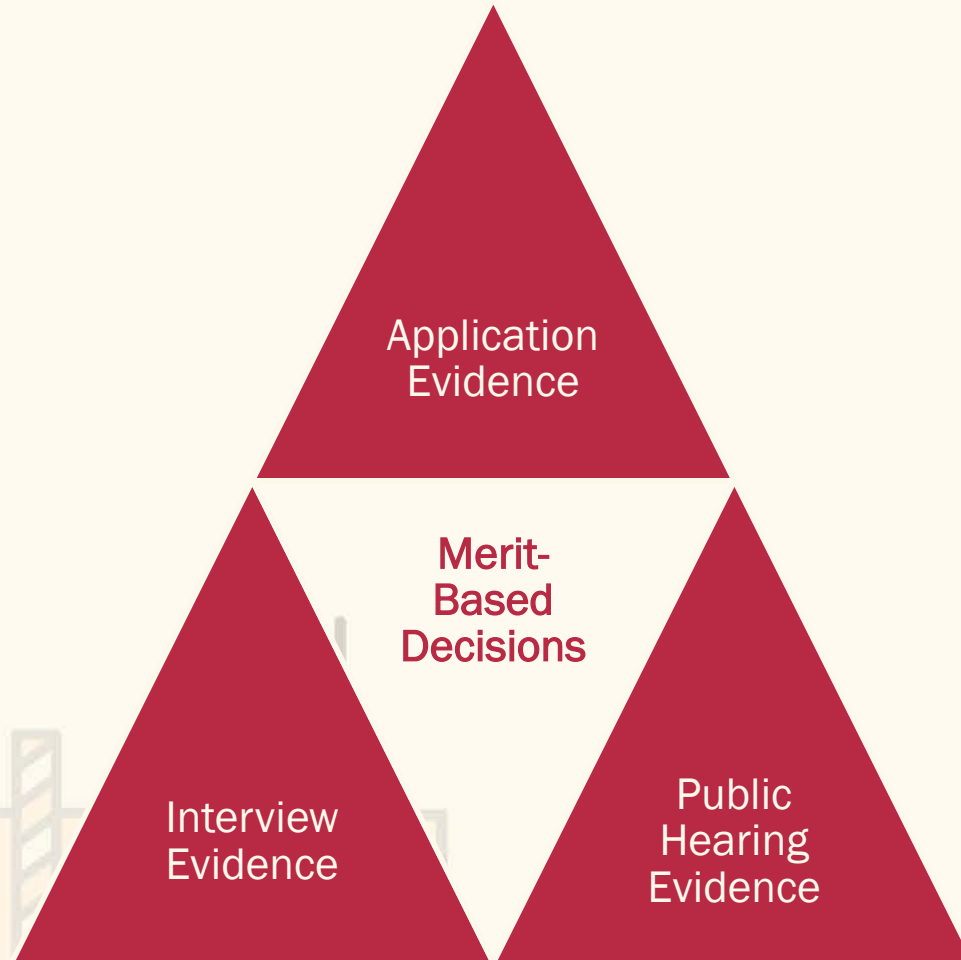 Application
Evidence
Merit-
Based
Decisions
Interview
Evidence
Public
Hearing
Evidence